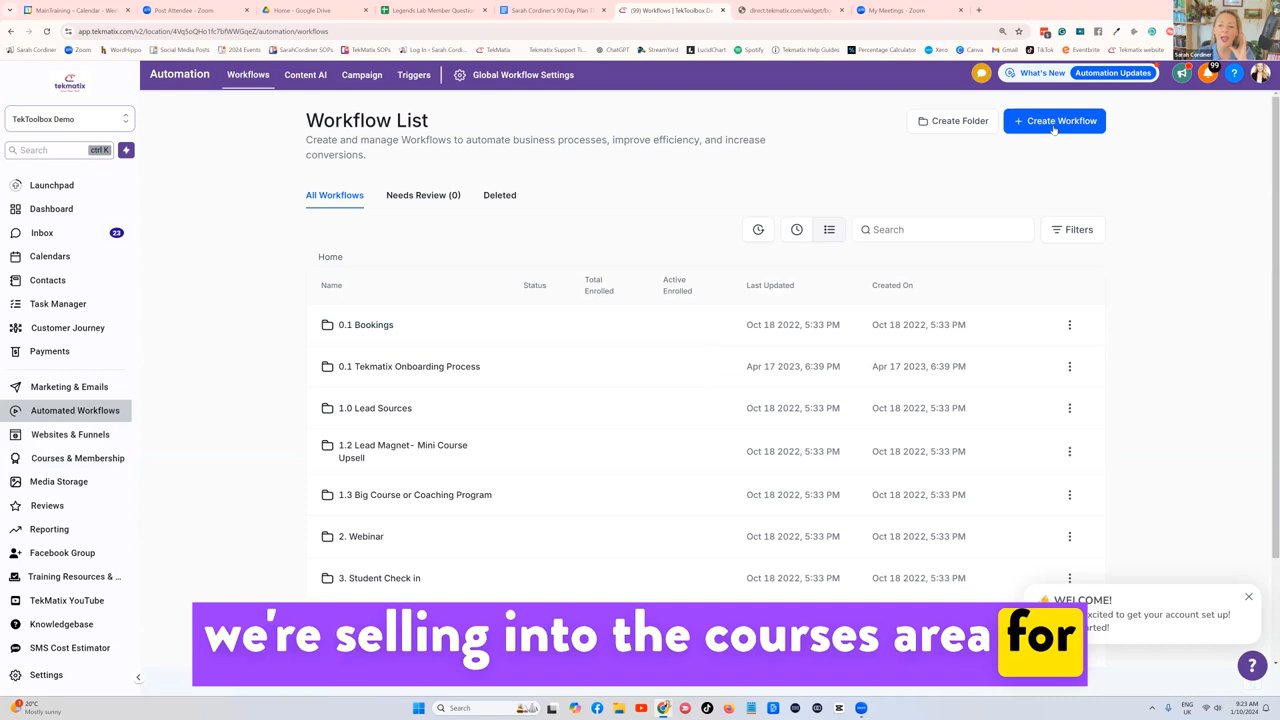 MainTraining – Calendar - Week
Post Attendee - Zoom
Home - Google Drive
Legends Lab Member Question
Sarah Cordiner's 90 Day Plan - T
(99) Workflows | TekToolbox De
direct.tekmatix.com/widget/bo
My Meetings - Zoom
app.tekmatix.com/v2/location/4VqSoQHo1fc7bfWWGqeZ/automation/workflows
Sarah Cordiner
Zoom
WordHippo
Social Media Posts
2024 Events
SarahCordiner SOPs
TekMatix SOPs
Log In ‹ Sarah Cordi...
TekMatix
Tekmatix Support Ti...
ChatGPT
StreamYard
LucidChart
Spotify
Tekmatix Help Guides
Percentage Calculator
Xero
Canva
Gmail
TikTok
Eventbrite
Tekmatix website
Sarah Cordiner
tekmatix
Automation
Workflows
Content AI
Campaign
Triggers
Global Workflow Settings
What's New
Automation Updates
99
TekToolbox Demo
Search
ctrl K
Launchpad
Dashboard
Inbox
23
Calendars
Contacts
Task Manager
Customer Journey
Payments
Marketing & Emails
Automated Workflows
Websites & Funnels
Courses & Membership
Media Storage
Reviews
Reporting
Facebook Group
Training Resources & ...
TekMatix YouTube
Knowledgebase
SMS Cost Estimator
Settings
Workflow List
Create and manage Workflows to automate business processes, improve efficiency, and increase
conversions.
Create Folder
+ Create Workflow
All Workflows
Needs Review (0)
Deleted
Search
Filters
Home
Name
Status
Total
Enrolled
Active
Enrolled
Last Updated
Created On
0.1 Bookings
Oct 18 2022, 5:33 PM
Oct 18 2022, 5:33 PM
0.1 Tekmatix Onboarding Process
Apr 17 2023, 6:39 PM
Apr 17 2023, 6:39 PM
1.0 Lead Sources
Oct 18 2022, 5:33 PM
Oct 18 2022, 5:33 PM
1.2 Lead Magnet- Mini Course
Upsell
Oct 18 2022, 5:33 PM
Oct 18 2022, 5:33 PM
1.3 Big Course or Coaching Program
Oct 18 2022, 5:33 PM
Oct 18 2022, 5:33 PM
2. Webinar
Oct 18 2022, 5:33 PM
Oct 18 2022, 5:33 PM
3. Student Check in
Oct 18 2022, 5:33 PM
Oct 18 2022, 5:33 PM
WELCOME!
xcited to get your account set up!
arted!
we're selling into the courses area for
20°C
Mostly sunny
Search
ENG
UK
9:23 AM
1/10/2024